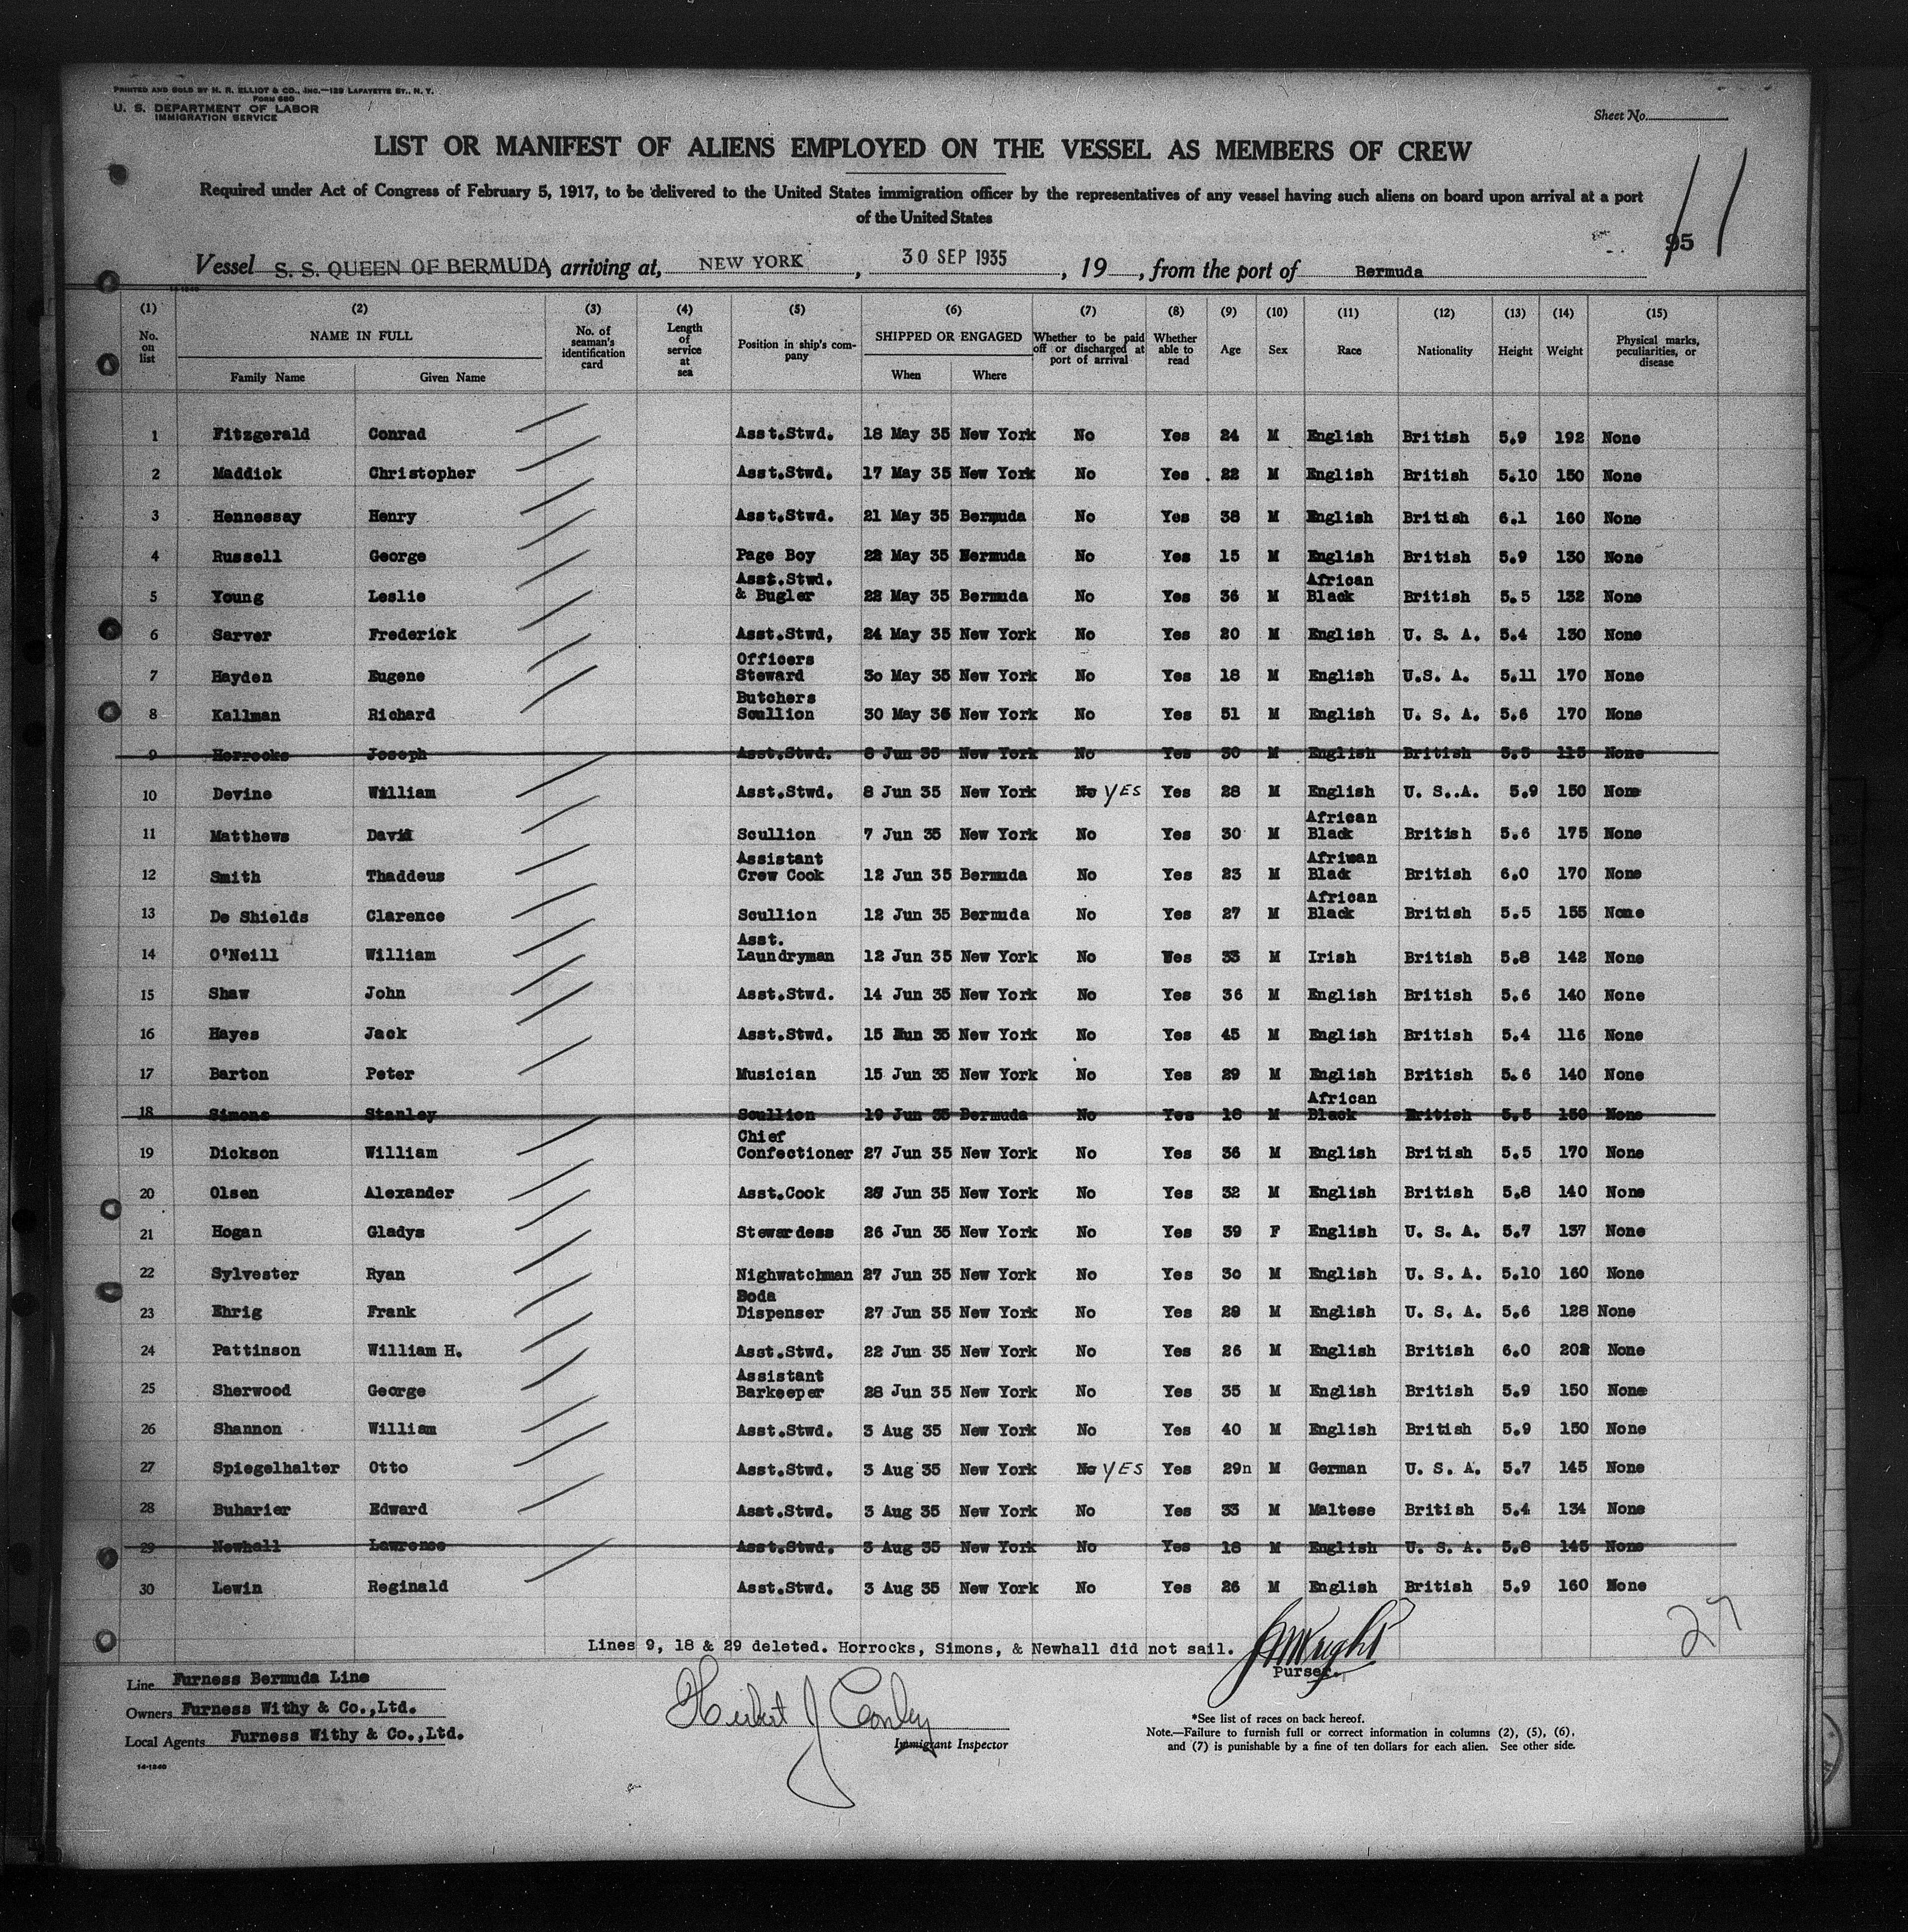 PRINTED AND SOLD BY H. R. ELLIOT & CO., INC.—129 LAFAYETTE ST., N. Y.
FORM 680
U. S. DEPARTMENT OF LABOR
IMMIGRATION SERVICE
Sheet No.
LIST OR MANIFEST OF ALIENS EMPLOYED ON THE VESSEL AS MEMBERS OF CREW
Required under Act of Congress of February 5, 1917, to be delivered to the United States immigration officer by the representatives of any vessel having such aliens on board upon arrival at a port
of the United States
11
95
Vessel S. S. QUEEN OF BERMUDA, arriving at, NEW YORK, 30 SEP 1935, 19, from the port of Bermuda
14-1240
(1) (2) (3) (4) (5) (6) (7) (8) (9) (10) (11) (12) (13) (14) (15)
No. on list NAME IN FULL Family Name Given Name No. of seaman's identification card Length of service at sea Position in ship's company SHIPPED OR ENGAGED When Where Whether to be paid off or discharged at port of arrival Whether able to read Age Sex Race Nationality Height Weight Physical marks, peculiarities, or disease
1 Fitzgerald Conrad Asst.Stwd. 18 May 35 New York No Yes 24 M English British 5.9 192 None
2 Maddick Christopher Asst.Stwd. 17 May 35 New York No Yes 22 M English British 5.10 150 None
3 Hennessay Henry Asst.Stwd. 21 May 35 Bermuda No Yes 38 M English British 6.1 160 None
4 Russell George Page Boy 22 May 35 Bermuda No Yes 15 M English British 5.9 130 None
5 Young Leslie Asst.Stwd. & Bugler 22 May 35 Bermuda No Yes 36 M African Black British 5.5 132 None
6 Sarver Frederick Asst.Stwd, 24 May 35 New York No Yes 20 M English U. S. A. 5.4 130 None
7 Hayden Eugene Officers Steward 30 May 35 New York No Yes 18 M English U.S. A. 5.11 170 None
8 Kallman Richard Butchers Scullion 30 May 35 New York No Yes 51 M English U. S. A. 5.6 170 None
9 Horrocks Joseph Asst.Stwd. 8 Jun 35 New York No Yes 30 M English British 5.5 115 None
10 Devine William Asst.Stwd. 8 Jun 35 New York No YES Yes 28 M English U. S..A. 5.9 150 None
11 Matthews David Scullion 7 Jun 35 New York No Yes 30 M African Black British 5.6 175 None
12 Smith Thaddeus Assistant Crew Cook 12 Jun 35 Bermuda No Yes 23 M African Black British 6.0 170 None
13 De Shields Clarence Scullion 12 Jun 35 Bermuda No Yes 27 M African Black British 5.5 155 None
14 O'Neill William Asst. Laundryman 12 Jun 35 New York No Yes 33 M Irish British 5.8 142 None
15 Shaw John Asst.Stwd. 14 Jun 35 New York No Yes 36 M English British 5.6 140 None
16 Hayes Jack Asst.Stwd. 15 Jun 35 New York No Yes 45 M English British 5.4 116 None
17 Barton Peter Musician 15 Jun 35 New York No Yes 29 M English British 5.6 140 None
18 Simons Stanley Scullion 19 Jun 35 Bermuda No Yes 18 M African Black British 5.5 150 None
19 Dickson William Chief Confectioner 27 Jun 35 New York No Yes 36 M English British 5.5 170 None
20 Olsen Alexander Asst.Cook Jun 35 New York No Yes 32 M English British 5.8 140 None
21 Hogan Gladys Stewardess 26 Jun 35 New York No Yes 39 F English U. S. A. 5.7 137 None
22 Sylvester Ryan Nighwatchman 27 Jun 35 New York No Yes 30 M English U. S. A. 5.10 160 None
23 Ehrig Frank Soda Dispenser 27 Jun 35 New York No Yes 29 M English U. S. A. 5.6 128 None
24 Pattinson William H. Asst.Stwd. 22 Jun 35 New York No Yes 26 M English British 6.0 202 None
25 Sherwood George Assistant Barkeeper 28 Jun 35 New York No Yes 35 M English British 5.9 150 None
26 Shannon William Asst.Stwd. 3 Aug 35 New York No Yes 40 M English British 5.9 150 None
27 Spiegelhalter Otto Asst.Stwd. 3 Aug 35 New York No YES Yes 29n M German U. S. A. 5.7 145 None
28 Buharier Edward Asst.Stwd. 3 Aug 35 New York No Yes 33 M Maltese British 5.4 134 None
29 Newhall Lawrence Asst.Stwd. 3 Aug 35 New York No Yes 18 M English U. S. A. 5.8 145 None
30 Lewin Reginald Asst.Stwd. 3 Aug 35 New York No Yes 26 M English British 5.9 160 None
27
Lines 9, 18 & 29 deleted. Horrocks, Simons, & Newhall did not sail.
Purser.
Line Furness Bermuda Line
Owners Furness Withy & Co.,Ltd.
Local Agents Furness Withy & Co.,Ltd.
14-1240
Herbert J Conley
Immigrant Inspector
*See list of races on back hereof.
Note.—Failure to furnish full or correct information in columns (2), (5), (6),
and (7) is punishable by a fine of ten dollars for each alien. See other side.